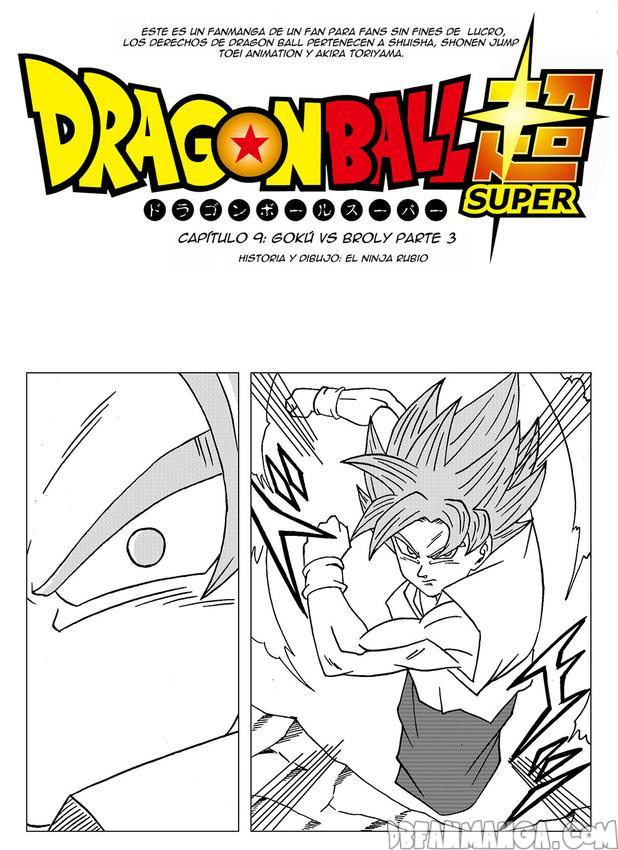 ESTE ES UN FANMANGA DE UN FAN PARA FANS SIN FINES DE LUCRO,
LOS DERECHOS DE DRAGON BALL PERTENECEN A SHUISHA, SHONEN JUMP
TOEI ANIMATION Y AKIRA TORIYAMA.
DRAGON BALL 超
SUPER
ドラゴンボールスーパー
CAPÍTULO 9: GOKÚ VS BROLY PARTE 3
HISTORIA Y DIBUJO: EL NINJA RUBIO
DBFANMANGA.COM